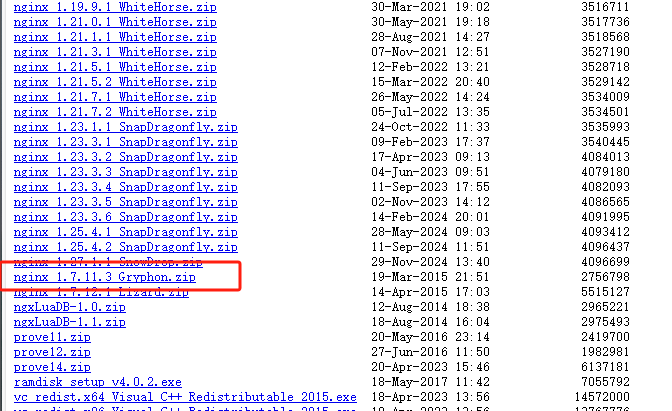 nginx 1.19.9.1 WhiteHorse.zip 30-Mar-2021 19:02 3516711
nginx 1.21.0.1 WhiteHorse.zip 31-May-2021 19:18 3517736
nginx 1.21.1.1 WhiteHorse.zip 28-Aug-2021 14:27 3518568
nginx 1.21.3.1 WhiteHorse.zip 07-Nov-2021 12:51 3527190
nginx 1.21.5.1 WhiteHorse.zip 12-Feb-2022 13:21 3528718
nginx 1.21.5.2 WhiteHorse.zip 15-Mar-2022 20:40 3529142
nginx 1.21.7.1 WhiteHorse.zip 26-May-2022 14:24 3534009
nginx 1.21.7.2 WhiteHorse.zip 05-Jul-2022 13:35 3534501
nginx 1.23.1.1 SnapDragonfly.zip 24-Oct-2022 11:33 3535993
nginx 1.23.3.1 SnapDragonfly.zip 09-Feb-2023 17:37 3540445
nginx 1.23.3.2 SnapDragonfly.zip 17-Apr-2023 09:13 4084013
nginx 1.23.3.3 SnapDragonfly.zip 04-Jun-2023 09:51 4079180
nginx 1.23.3.4 SnapDragonfly.zip 11-Sep-2023 17:55 4082093
nginx 1.23.3.5 SnapDragonfly.zip 02-Nov-2023 14:12 4086565
nginx 1.23.3.6 SnapDragonfly.zip 14-Feb-2024 20:01 4091995
nginx 1.25.4.1 SnapDragonfly.zip 28-May-2024 09:03 4093412
nginx 1.25.4.2 SnapDragonfly.zip 11-Sep-2024 11:51 4096437
nginx 1.27.1.1 SnowDrop.zip 29-Nov-2024 13:40 4096699
nginx 1.7.11.3 Gryphon.zip 19-Mar-2015 21:51 2756798
nginx 1.7.12.1 Lizard.zip 14-Apr-2015 17:03 5515127
ngxLuaDB-1.0.zip 12-Aug-2014 18:38 2965221
ngxLuaDB-1.1.zip 18-Aug-2014 16:04 2975493
prove11.zip 20-May-2016 23:14 2419700
prove12.zip 27-Jun-2016 11:50 1982981
prove14.zip 20-Apr-2023 15:46 6137181
ramdisk setup v4.0.2.exe 18-May-2017 11:42 7055792
vc redist.x64 Visual C++ Redistributable 2015.exe 18-Apr-2023 13:56 14572000
vc redist.x86 Visual C++ Redistributable 2015.exe 18-Apr-2023 13:56 13767776